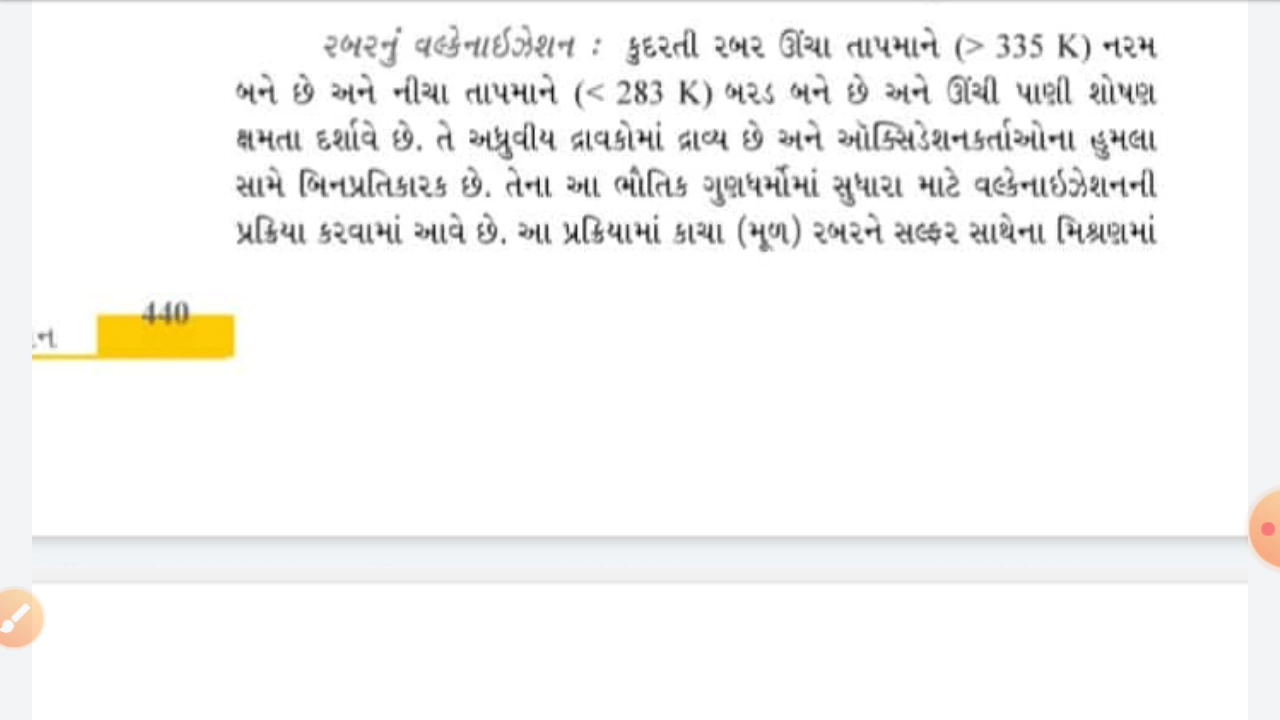 રબરનું વલ્કેનાઈઝેશન : કુદરતી રબર ઊંચા તાપમાને (> 335 K) નરમ
બને છે અને નીચા તાપમાને (< 283 K) બરડ બને છે અને ઊંચી પાણી શોષણ
ક્ષમતા દર્શાવે છે. તે અધ્રુવીય દ્રાવકોમાં દ્રાવ્ય છે અને ઑક્સિડેશનકર્તાઓના હુમલા
સામે બિનપ્રતિકારક છે. તેના આ ભૌતિક ગુણધર્મોમાં સુધારા માટે વલ્કેનાઇઝેશનની
પ્રક્રિયા કરવામાં આવે છે. આ પ્રક્રિયામાં કાચા (મૂળ) રબરને સલ્ફર સાથેના મિશ્રણમાં
440